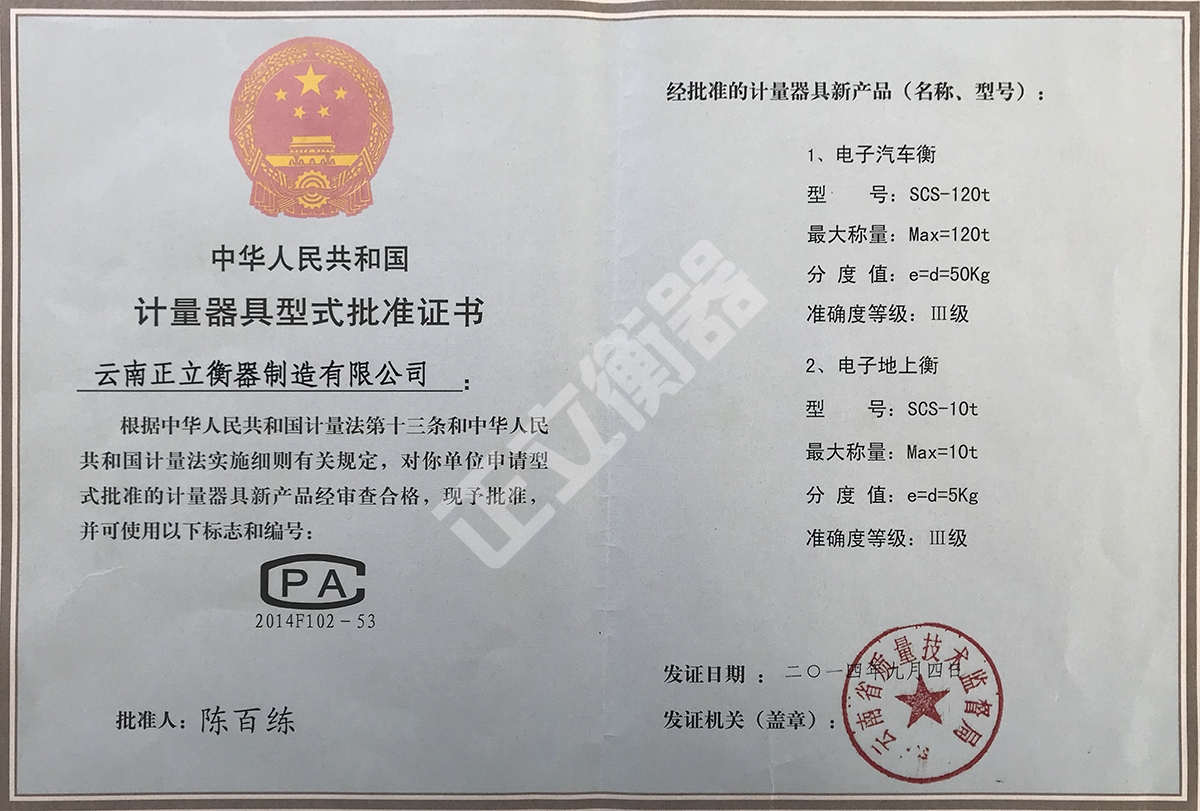 中华人民共和国
计量器具型式批准证书
云南正立衡器制造有限公司：
根据中华人民共和国计量法第十三条和中华人民
共和国计量法实施细则有关规定，对你单位申请型
式批准的计量器具新产品经审查合格，现予批准，
并可使用以下标志和编号：
CPA
2014F102-53
批准人：陈百练
经批准的计量器具新产品（名称、型号）：
1、电子汽车衡
型 号：SCS-120t
最大称量：Max=120t
分 度 值：e=d=50Kg
准确度等级：Ⅲ级
2、电子地上衡
型 号：SCS-10t
最大称量：Max=10t
分 度 值：e=d=5Kg
准确度等级：Ⅲ级
发证日期：二〇一四年九月四日
发证机关（盖章）：
云南省质量技术监督局
正立衡器